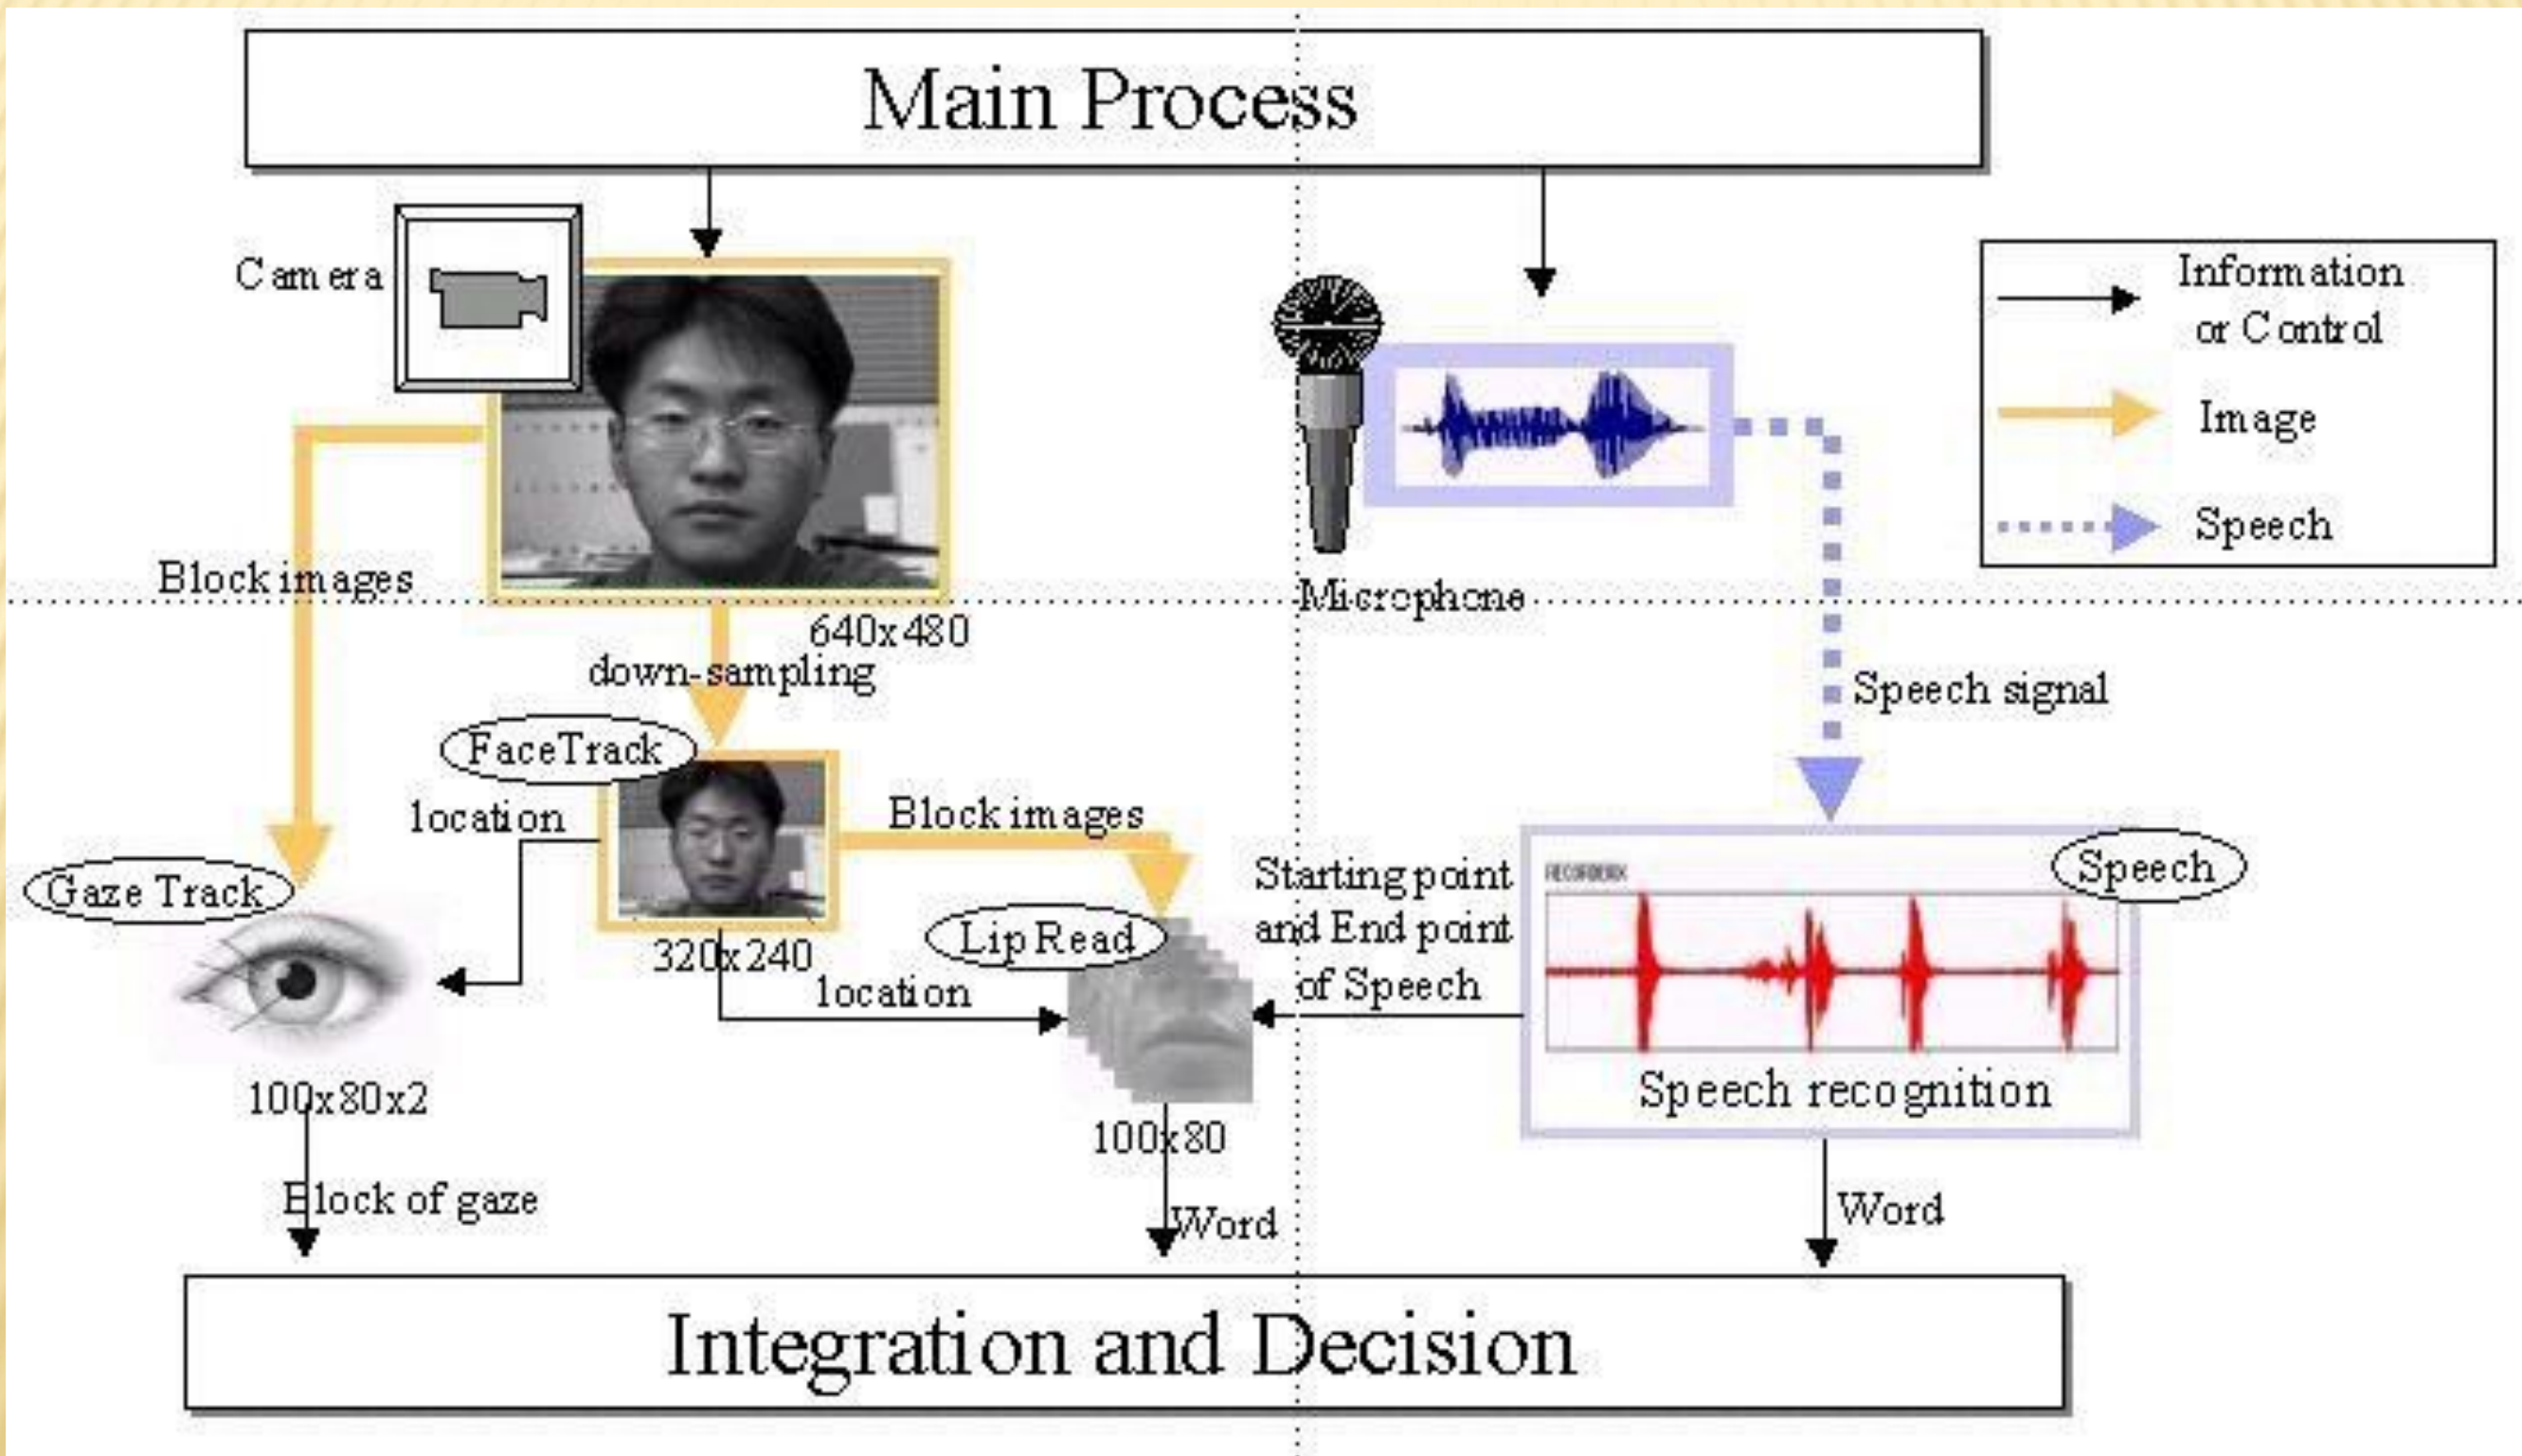 Main Process
Camera
Information
or Control
Image
Speech
Block images
Microphone
640x480
down-sampling
Speech signal
FaceTrack
location
Block images
Gaze Track
Starting point
and End point
of Speech
Speech
Lip Read
320x240
location
Speech recognition
100x80x2
100x80
Block of gaze
Word
Word
Integration and Decision